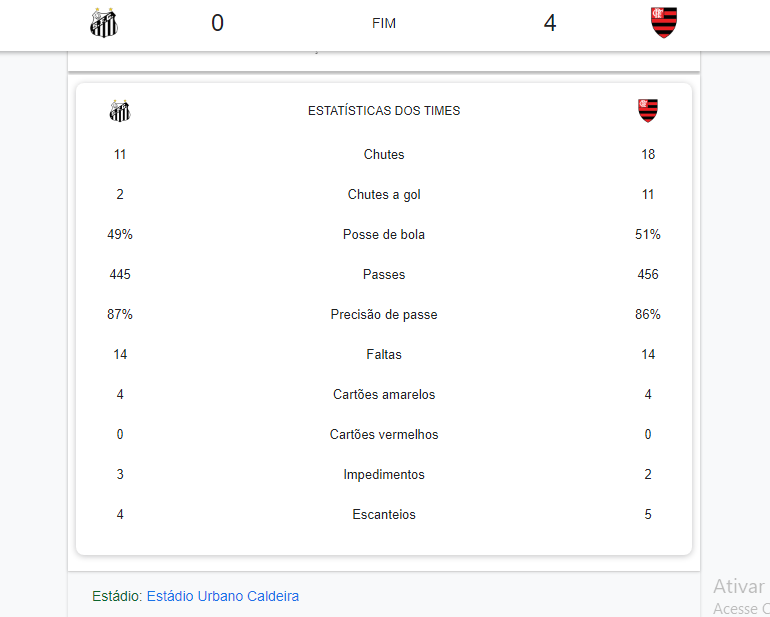 0 FIM 4
ESTATÍSTICAS DOS TIMES
11 Chutes 18
2 Chutes a gol 11
49% Posse de bola 51%
445 Passes 456
87% Precisão de passe 86%
14 Faltas 14
4 Cartões amarelos 4
0 Cartões vermelhos 0
3 Impedimentos 2
4 Escanteios 5
Estádio: Estádio Urbano Caldeira
Ativar
Acesse